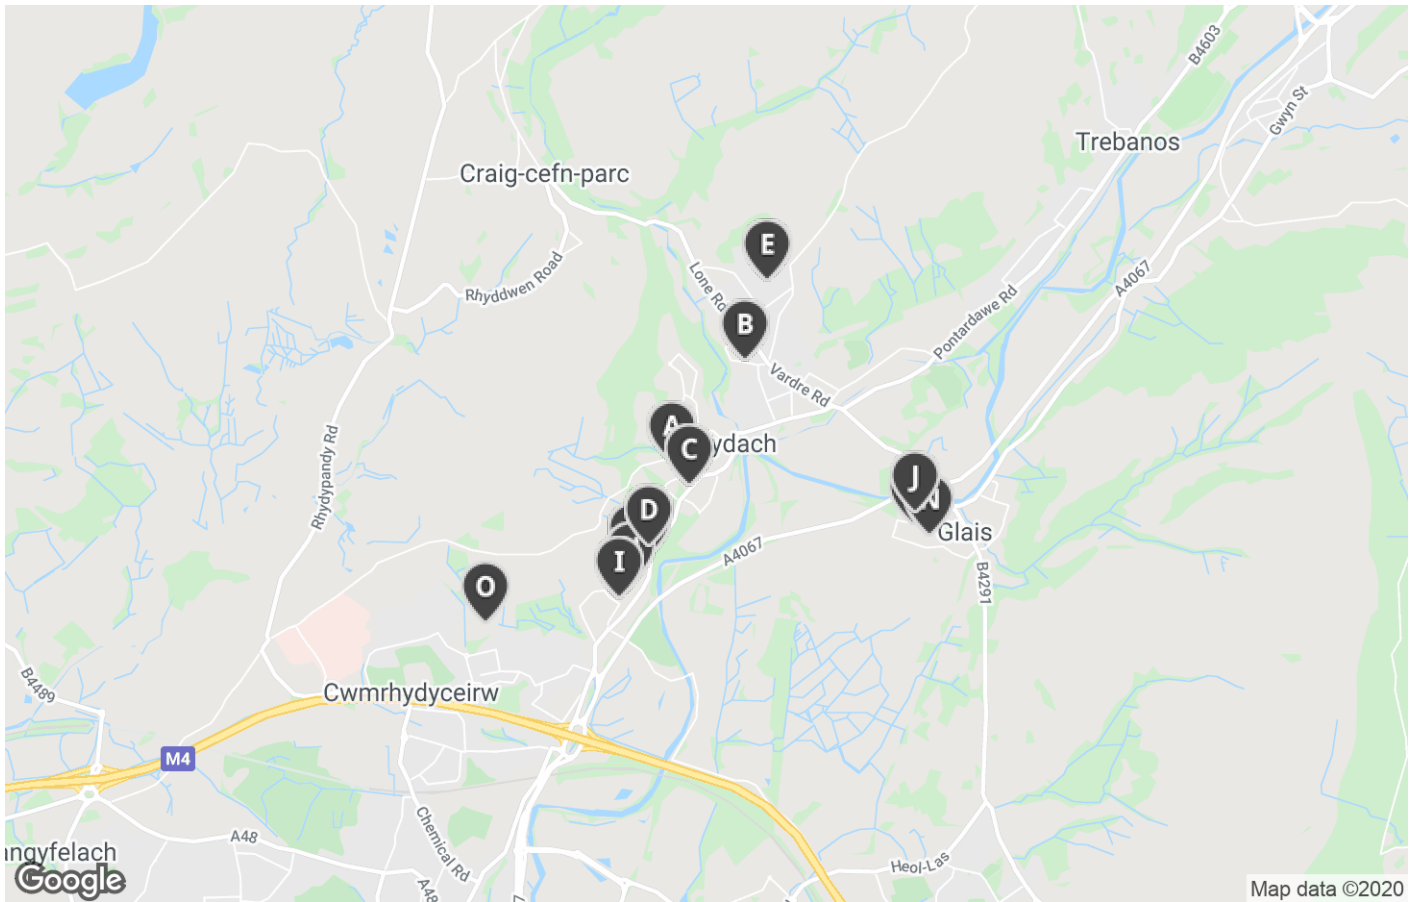 B4603
Gwyn St
Trebanos
Craig-cefn-parc
E
Lone Rd
Rhyddwen Road
A4067
B
Pontardawe Rd
Vardre Rd
A
ydach
C
Rhydypandy Rd
J
N
D
Glais
A4067
I
O
B4291
B4489
Cwmrhydyceirw
M4
Chemical Rd
A48
angyfelach
Heol-Las
A48
7
Google
Map data ©2020